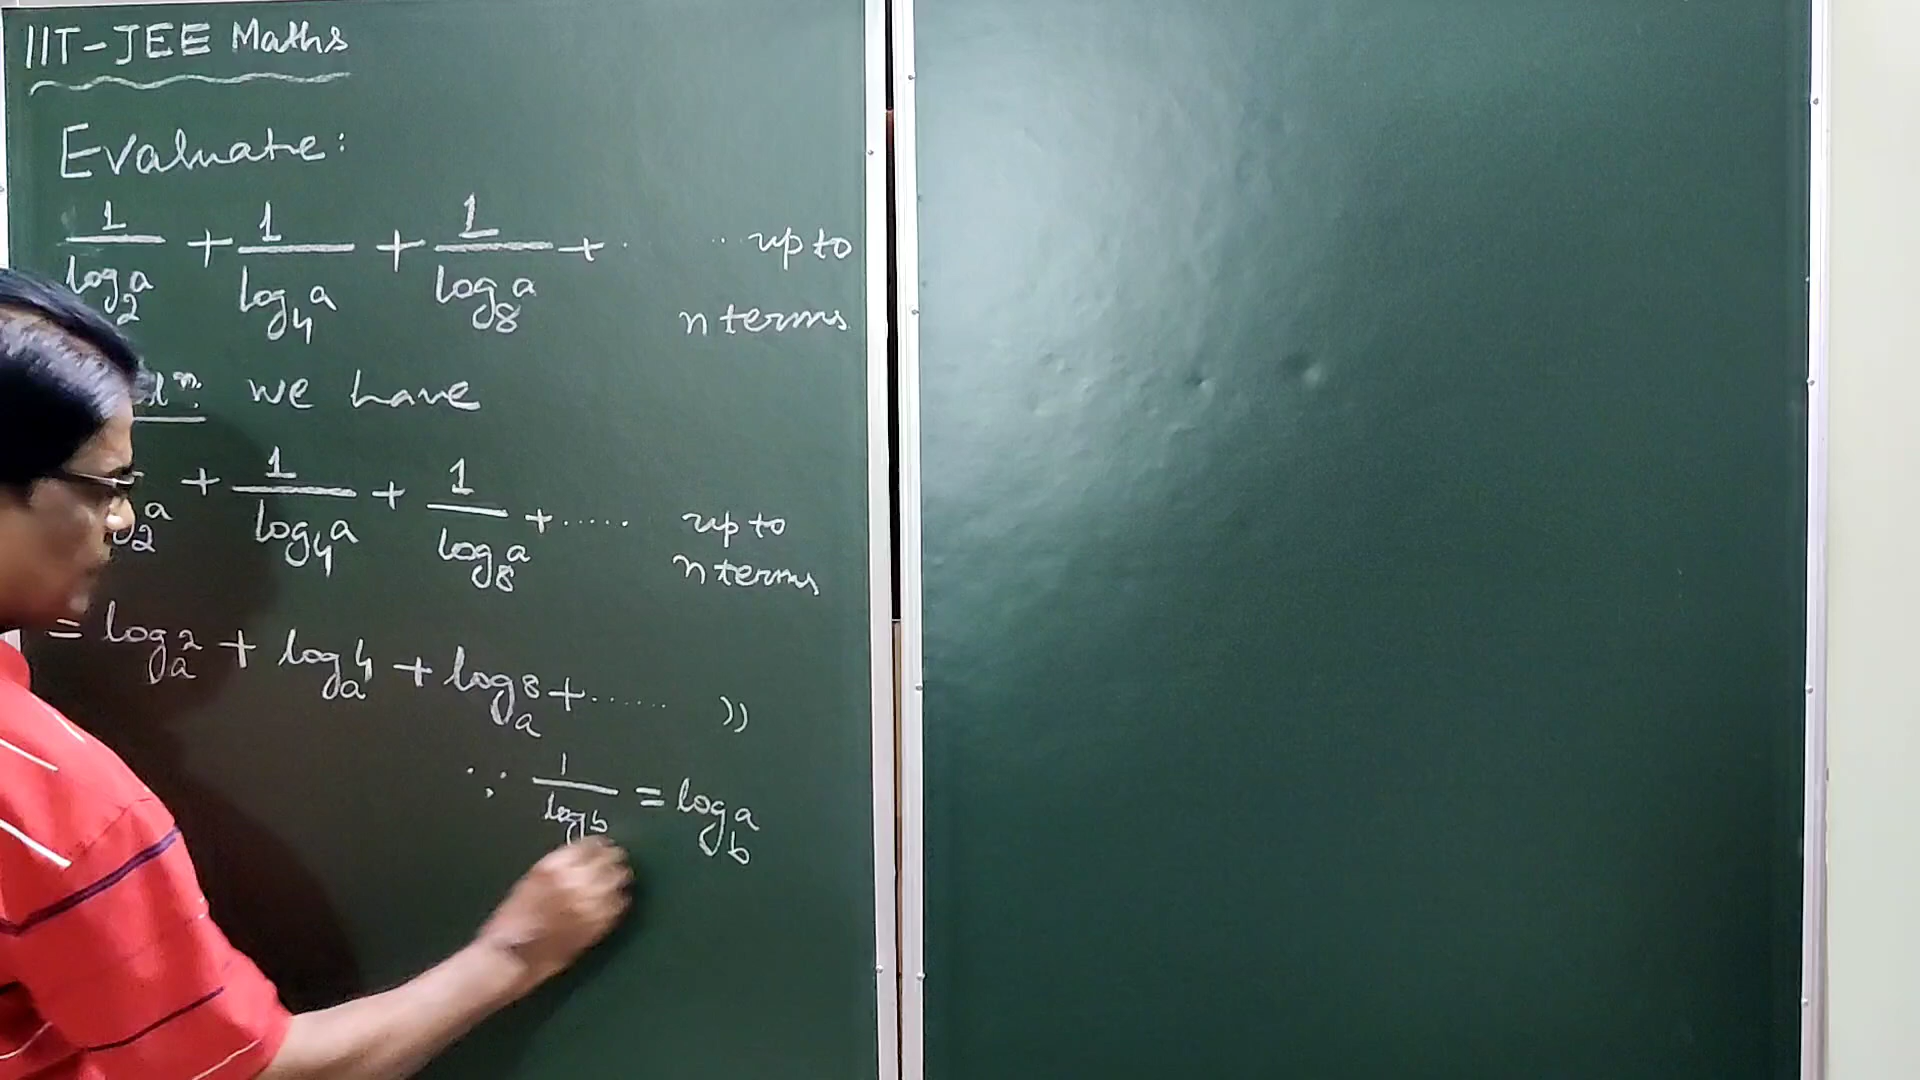 IIT-JEE Maths
Evaluate:
1/log₂a + 1/log₄a + 1/log₈a + ..... up to
n terms
we have
+ 1/log₄a + 1/log₈a + ..... up to
n terms
= logₐ2 + logₐ4 + logₐ8 + ...... ))
∵ 1/log b = log_b a